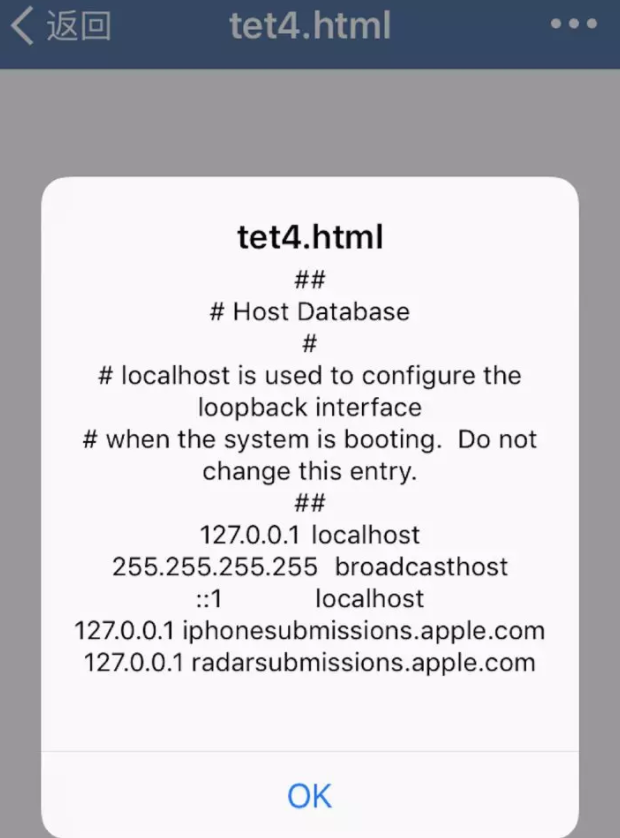 返回
tet4.html
tet4.html
##
# Host Database
#
# localhost is used to configure the
loopback interface
# when the system is booting.  Do not
change this entry.
##
127.0.0.1 localhost
255.255.255.255  broadcasthost
::1             localhost
127.0.0.1 iphonesubmissions.apple.com
127.0.0.1 radarsubmissions.apple.com
OK